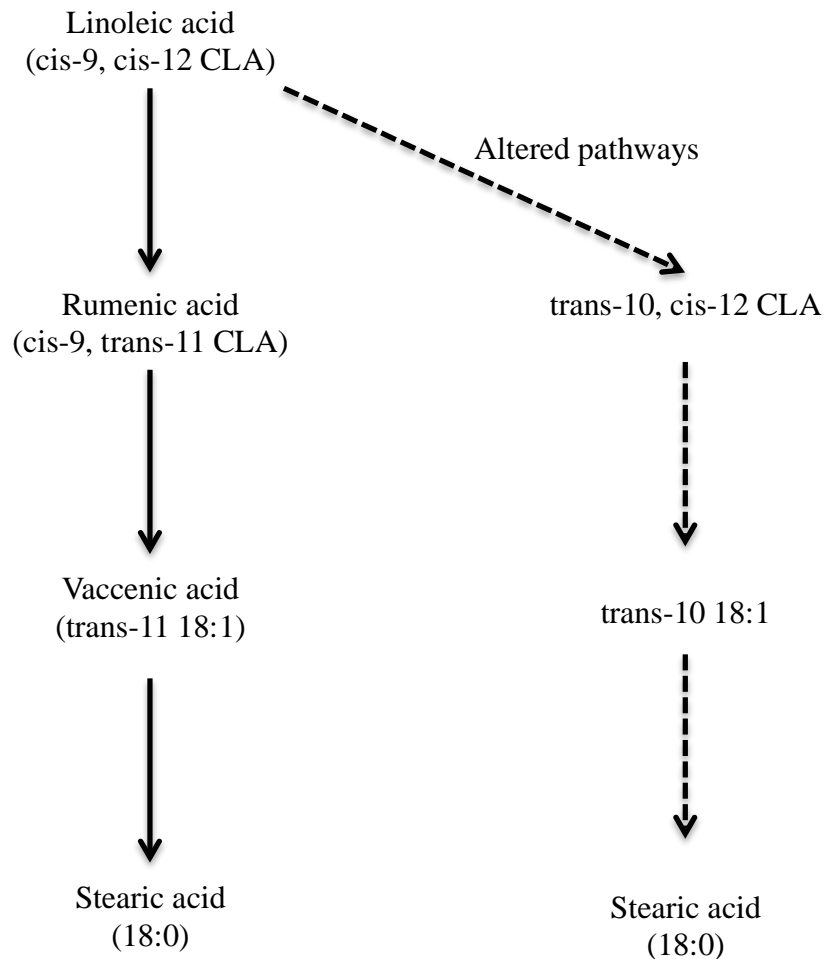 Linoleic acid
(cis-9, cis-12 CLA)
Altered pathways
Rumenic acid
(cis-9, trans-11 CLA)
trans-10, cis-12 CLA
Vaccenic acid
(trans-11 18:1)
trans-10 18:1
Stearic acid
(18:0)
Stearic acid
(18:0)